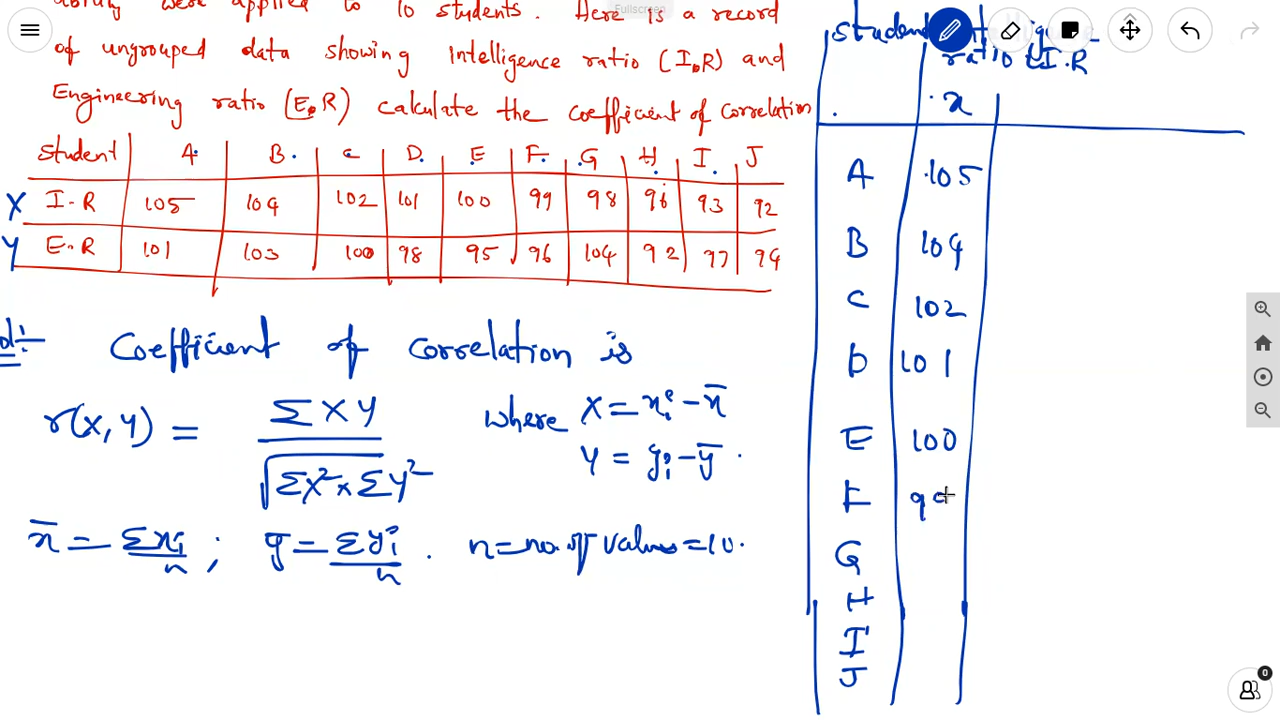 ability were applied to 10 students. Here is a record
of ungrouped data showing Intelligence ratio (I.R) and
Engineering ratio (E.R) calculate the coefficient of correlation
Student A B C D E F G H I J
X I.R 105 104 102 101 100 99 98 96 93 92
Y E.R 101 103 100 98 95 96 104 92 97 94
Sol:-
Coefficient of correlation is
r(x,y) = ΣXY / √ΣX²×ΣY² where X = xi − x̄
Y = yi − ȳ.
x̄ = Σxi/n ; ȳ = Σyi/n . n = no. of values = 10.
Fullscreen
Student
ratio I.R
x
A 105
B 104
C 102
D 101
E 100
F 99
G
H
I
J
0